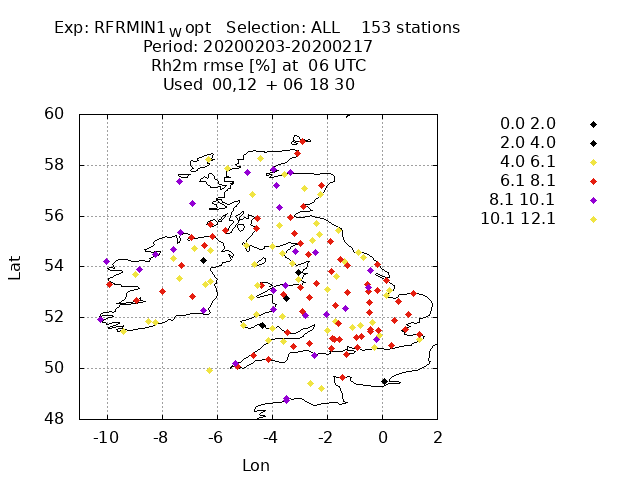 Exp: RFRMIN1_W opt Selection: ALL 153 stations
Period: 20200203-20200217
Rh2m rmse [%] at 06 UTC
Used 00,12 + 06 18 30
0.0 2.0
2.0 4.0
4.0 6.1
6.1 8.1
8.1 10.1
10.1 12.1
Lat
60
58
56
54
52
50
48
-10 -8 -6 -4 -2 0 2
Lon